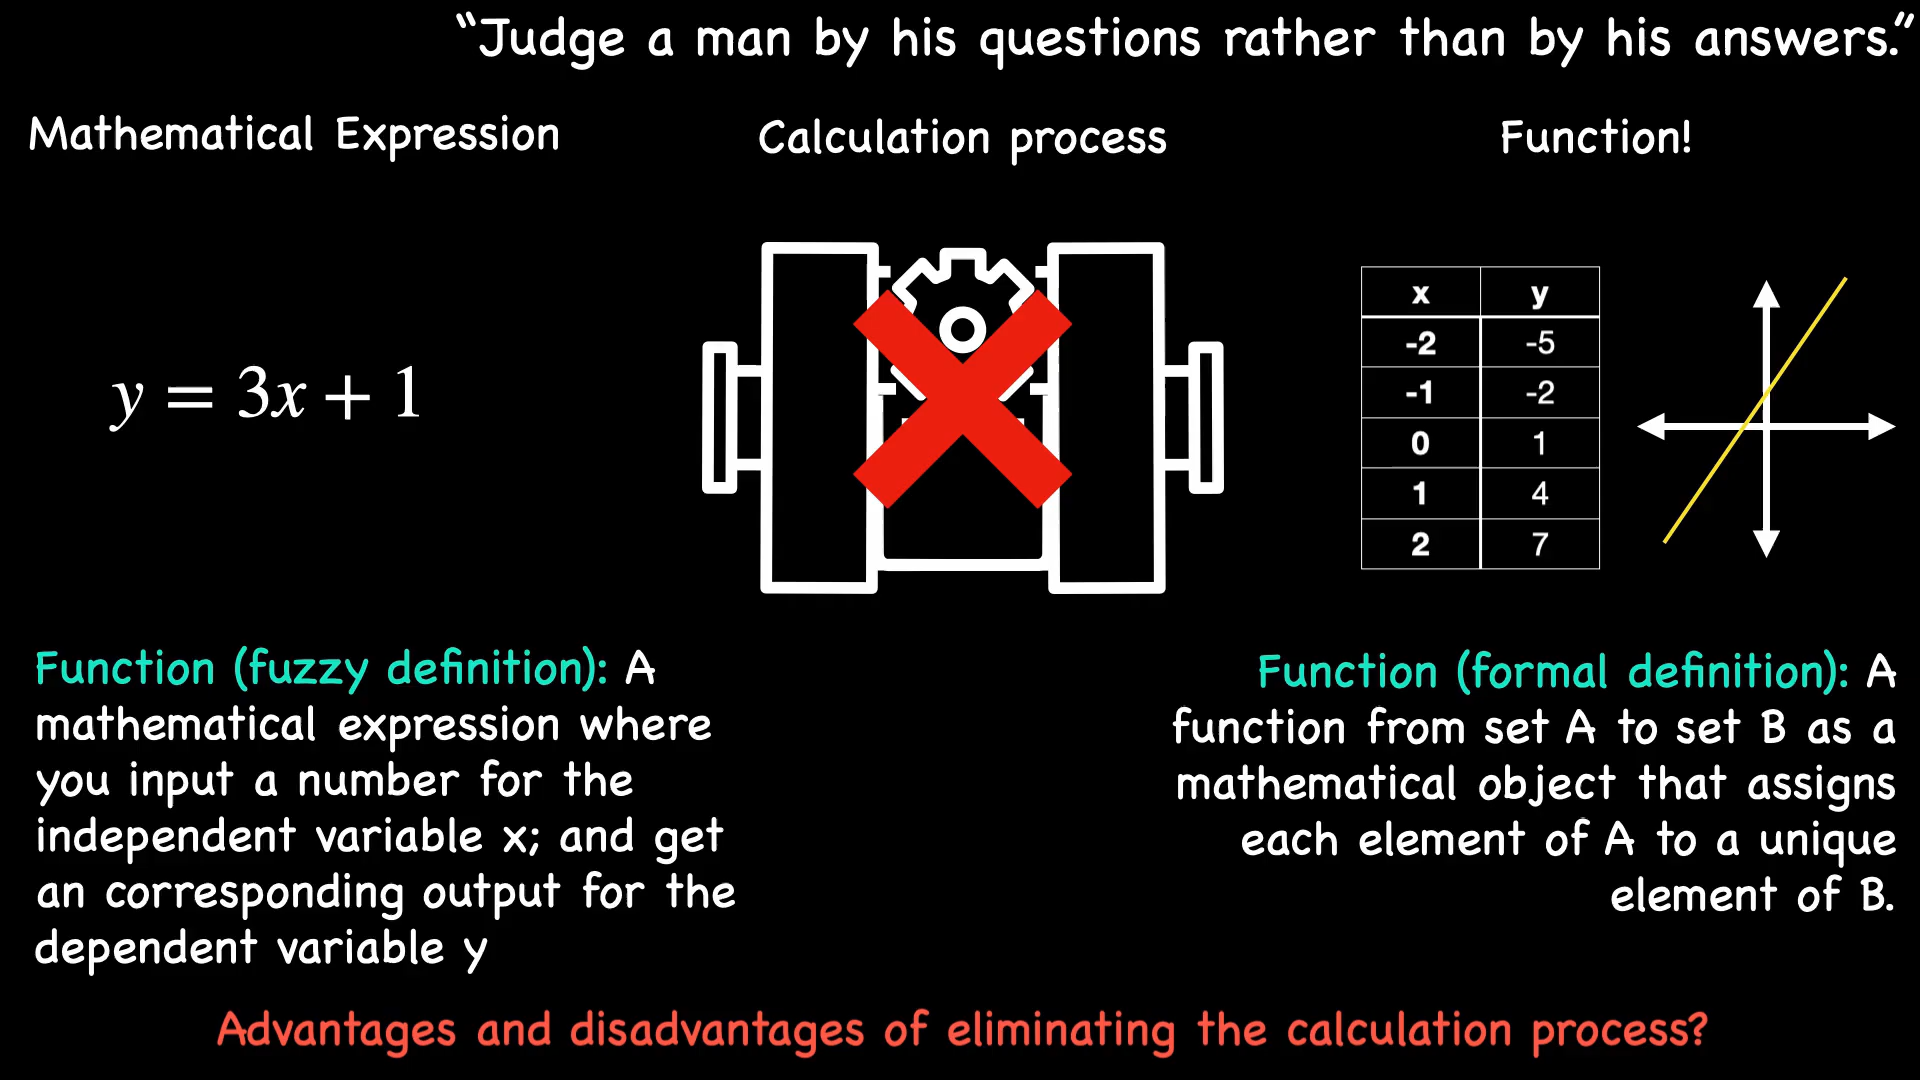 “Judge a man by his questions rather than by his answers.”
Mathematical Expression
Calculation process
Function!
y = 3x + 1
x y
-2 -5
-1 -2
0 1
1 4
2 7
Function (fuzzy definition): A
mathematical expression where
you input a number for the
independent variable x; and get
an corresponding output for the
dependent variable y
Function (formal definition): A
function from set A to set B as a
mathematical object that assigns
each element of A to a unique
element of B.
Advantages and disadvantages of eliminating the calculation process?